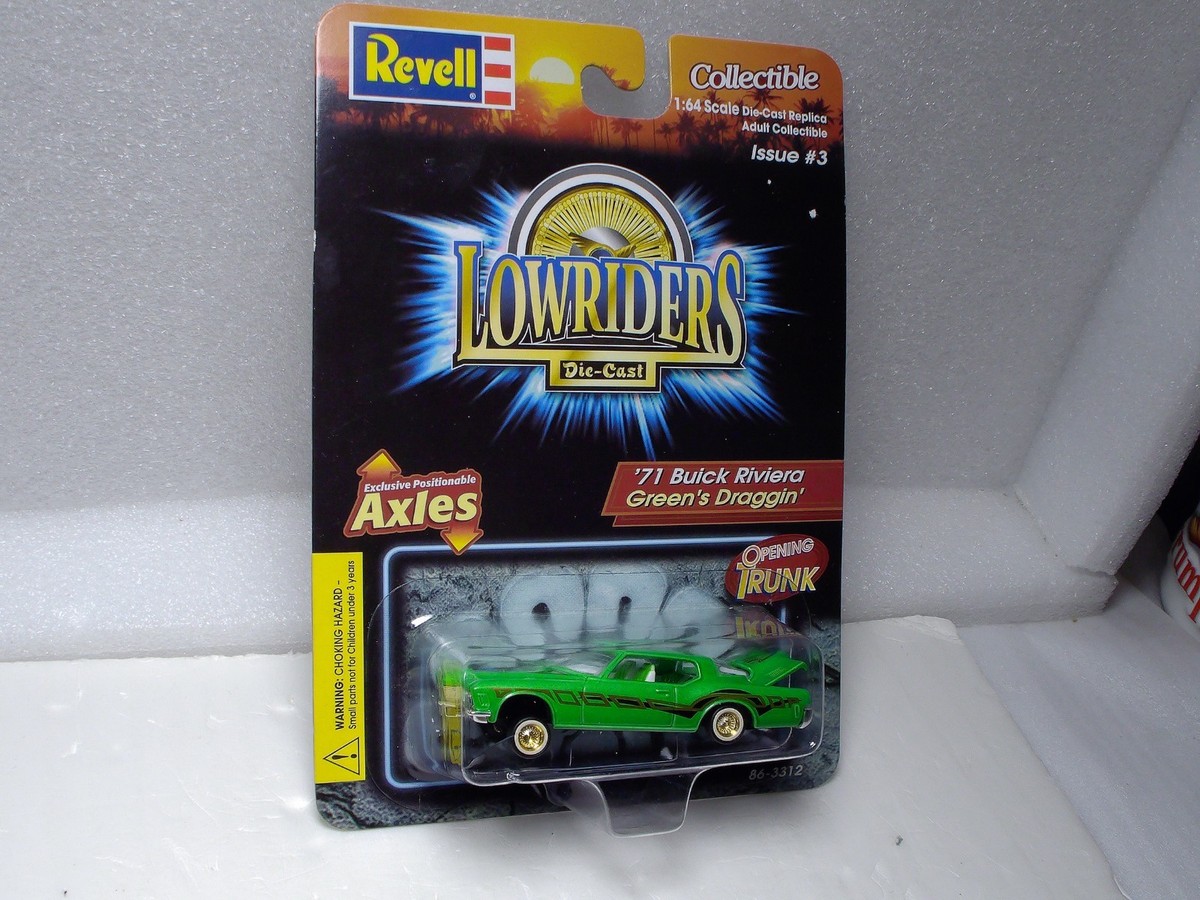 Revell®
Collectible
1:64 Scale Die-Cast Replica
Adult Collectible
Issue #3
LOWRIDERS
Die-Cast
'71 Buick Riviera
Green's Draggin'
Exclusive Positionable
Axles
OPENING
TRUNK
WARNING: CHOKING HAZARD –
Small parts not for Children under 3 years
86-3312